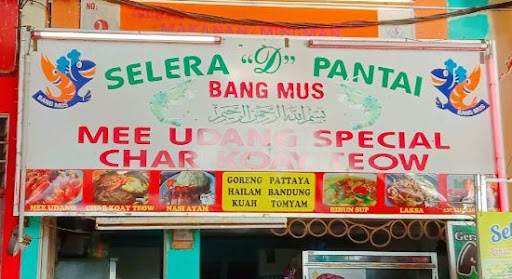 SELERA "D" PANTAI
BANG MUS
BANG MUS
BANG MUS
بسم الله الرحمن الرحيم
MEE UDANG SPECIAL
CHAR KOAY TEOW
MEE UDANG
CHAR KOAY TEOW
NASI AYAM
GORENG PATTAYA
HAILAM BANDUNG
KUAH TOMYAM
BIHUN SUP
LAKSA